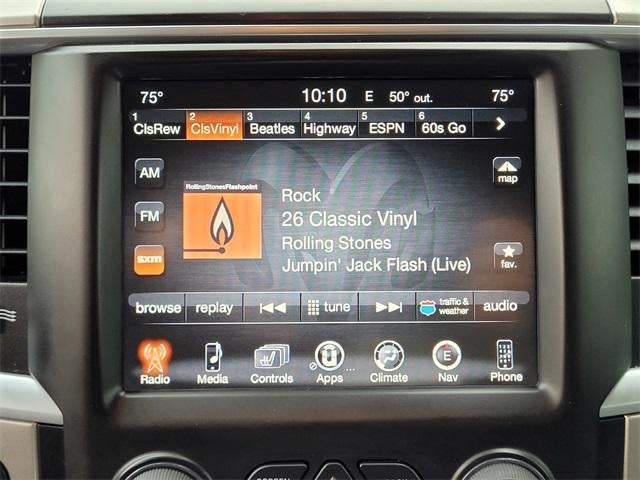 75° 10:10 E 50° out. 75°
1 2 3 4 5 6
ClsRew ClsVinyl Beatles Highway ESPN 60s Go
AM
FM
sxm
map
fav.
RollingStonesFlashpoint
Rock
26 Classic Vinyl
Rolling Stones
Jumpin' Jack Flash (Live)
browse replay tune traffic & weather audio
Radio Media Controls Apps ... Climate E Nav Phone
SCREEN